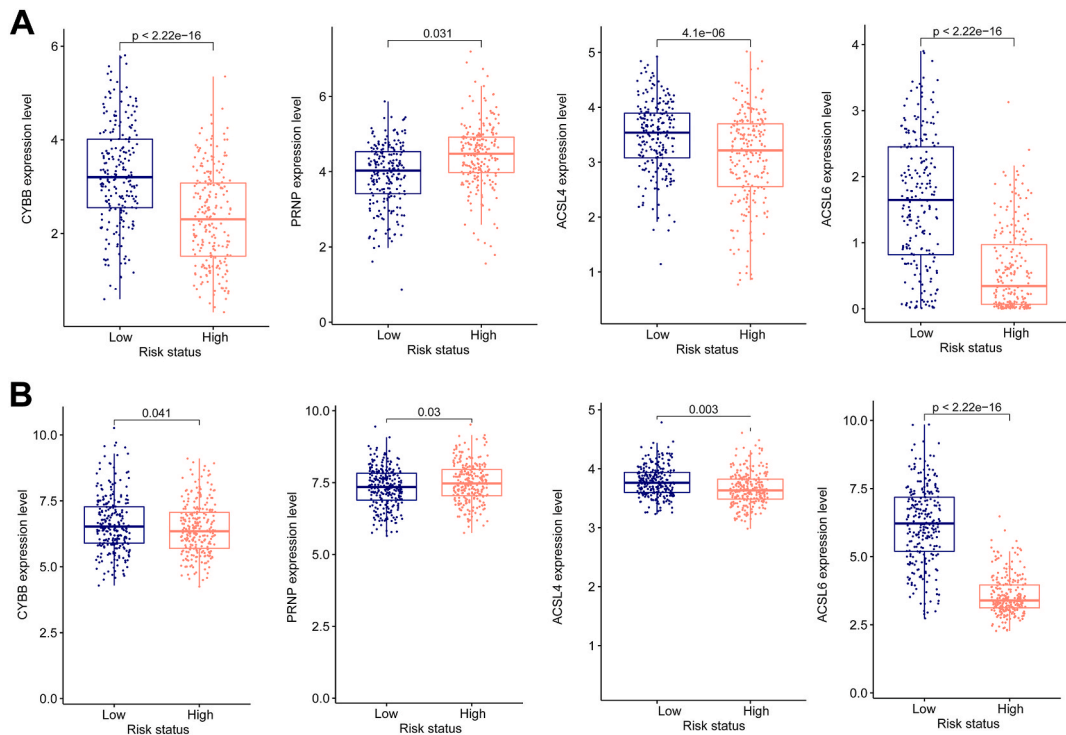 A
CYBB expression level
6
4
2
p < 2.22e−16
Low
High
Risk status
PRNP expression level
6
4
2
0
0.031
Low
High
Risk status
ACSL4 expression level
5
4
3
2
1
4.1e−06
Low
High
Risk status
ACSL6 expression level
4
3
2
1
0
p < 2.22e−16
Low
High
Risk status
B
CYBB expression level
10.0
7.5
5.0
2.5
0.0
0.041
Low
High
Risk status
PRNP expression level
10.0
7.5
5.0
2.5
0.0
0.03
Low
High
Risk status
ACSL4 expression level
5
4
3
2
1
0.003
Low
High
Risk status
ACSL6 expression level
10.0
7.5
5.0
2.5
0.0
p < 2.22e−16
Low
High
Risk status